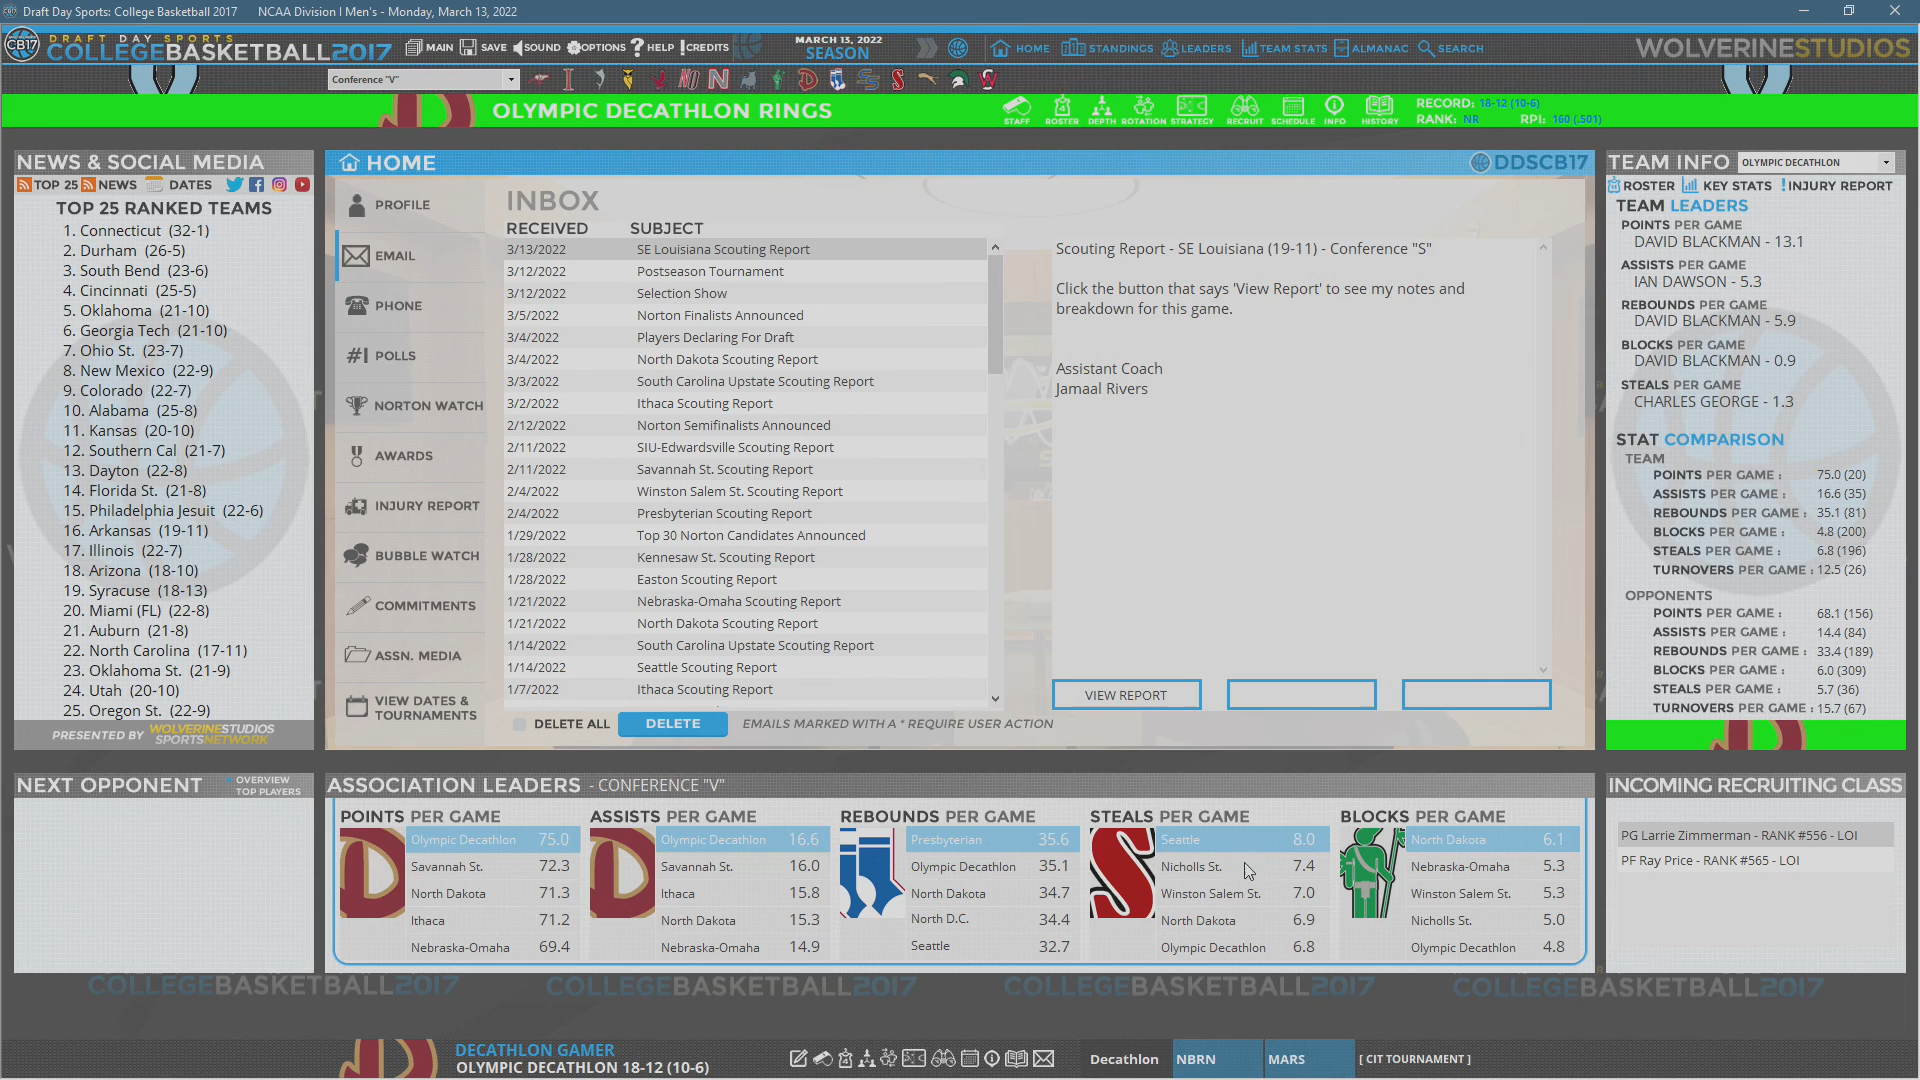 Draft Day Sports: College Basketball 2017 NCAA Division I Men's - Monday, March 13, 2022
CB17 DRAFT DAY SPORTS
COLLEGEBASKETBALL2017
MAIN SAVE SOUND OPTIONS HELP CREDITS
MARCH 13, 2022
SEASON
HOME STANDINGS LEADERS TEAM STATS ALMANAC SEARCH
WOLVERINESTUDIOS
Conference "V"
OLYMPIC DECATHLON RINGS
STAFF ROSTER DEPTH ROTATION STRATEGY RECRUIT SCHEDULE INFO HISTORY
RECORD: 18-12 (10-6)
RANK: NR RPI: 160 (.501)
NEWS & SOCIAL MEDIA
TOP 25 NEWS DATES
TOP 25 RANKED TEAMS
1. Connecticut (32-1)
2. Durham (26-5)
3. South Bend (23-6)
4. Cincinnati (25-5)
5. Oklahoma (21-10)
6. Georgia Tech (21-10)
7. Ohio St. (23-7)
8. New Mexico (22-9)
9. Colorado (22-7)
10. Alabama (25-8)
11. Kansas (20-10)
12. Southern Cal (21-7)
13. Dayton (22-8)
14. Florida St. (21-8)
15. Philadelphia Jesuit (22-6)
16. Arkansas (19-11)
17. Illinois (22-7)
18. Arizona (18-10)
19. Syracuse (18-13)
20. Miami (FL) (22-8)
21. Auburn (21-8)
22. North Carolina (17-11)
23. Oklahoma St. (21-9)
24. Utah (20-10)
25. Oregon St. (22-9)
PRESENTED BY WOLVERINESTUDIOS
SPORTSNETWORK
HOME
DDSCB17
PROFILE
EMAIL
PHONE
#1 POLLS
NORTON WATCH
AWARDS
INJURY REPORT
BUBBLE WATCH
COMMITMENTS
ASSN. MEDIA
VIEW DATES &
TOURNAMENTS
INBOX
RECEIVED SUBJECT
3/13/2022 SE Louisiana Scouting Report
3/12/2022 Postseason Tournament
3/12/2022 Selection Show
3/5/2022 Norton Finalists Announced
3/4/2022 Players Declaring For Draft
3/4/2022 North Dakota Scouting Report
3/3/2022 South Carolina Upstate Scouting Report
3/2/2022 Ithaca Scouting Report
2/12/2022 Norton Semifinalists Announced
2/11/2022 SIU-Edwardsville Scouting Report
2/11/2022 Savannah St. Scouting Report
2/4/2022 Winston Salem St. Scouting Report
2/4/2022 Presbyterian Scouting Report
1/29/2022 Top 30 Norton Candidates Announced
1/28/2022 Kennesaw St. Scouting Report
1/28/2022 Easton Scouting Report
1/21/2022 Nebraska-Omaha Scouting Report
1/21/2022 North Dakota Scouting Report
1/14/2022 South Carolina Upstate Scouting Report
1/14/2022 Seattle Scouting Report
1/7/2022 Ithaca Scouting Report
DELETE ALL DELETE EMAILS MARKED WITH A * REQUIRE USER ACTION
Scouting Report - SE Louisiana (19-11) - Conference "S"
Click the button that says 'View Report' to see my notes and
breakdown for this game.
Assistant Coach
Jamaal Rivers
VIEW REPORT
TEAM INFO OLYMPIC DECATHLON
ROSTER KEY STATS INJURY REPORT
TEAM LEADERS
POINTS PER GAME
DAVID BLACKMAN - 13.1
ASSISTS PER GAME
IAN DAWSON - 5.3
REBOUNDS PER GAME
DAVID BLACKMAN - 5.9
BLOCKS PER GAME
DAVID BLACKMAN - 0.9
STEALS PER GAME
CHARLES GEORGE - 1.3
STAT COMPARISON
TEAM
POINTS PER GAME : 75.0 (20)
ASSISTS PER GAME : 16.6 (35)
REBOUNDS PER GAME : 35.1 (81)
BLOCKS PER GAME : 4.8 (200)
STEALS PER GAME : 6.8 (196)
TURNOVERS PER GAME : 12.5 (26)
OPPONENTS
POINTS PER GAME : 68.1 (156)
ASSISTS PER GAME : 14.4 (84)
REBOUNDS PER GAME : 33.4 (189)
BLOCKS PER GAME : 6.0 (309)
STEALS PER GAME : 5.7 (36)
TURNOVERS PER GAME : 15.7 (67)
NEXT OPPONENT
OVERVIEW
TOP PLAYERS
ASSOCIATION LEADERS - CONFERENCE "V"
POINTS PER GAME
Olympic Decathlon 75.0
Savannah St. 72.3
North Dakota 71.3
Ithaca 71.2
Nebraska-Omaha 69.4
ASSISTS PER GAME
Olympic Decathlon 16.6
Savannah St. 16.0
Ithaca 15.8
North Dakota 15.3
Nebraska-Omaha 14.9
REBOUNDS PER GAME
Presbyterian 35.6
Olympic Decathlon 35.1
North Dakota 34.7
North D.C. 34.4
Seattle 32.7
STEALS PER GAME
Seattle 8.0
Nicholls St. 7.4
Winston Salem St. 7.0
North Dakota 6.9
Olympic Decathlon 6.8
BLOCKS PER GAME
North Dakota 6.1
Nebraska-Omaha 5.3
Winston Salem St. 5.3
Nicholls St. 5.0
Olympic Decathlon 4.8
INCOMING RECRUITING CLASS
PG Larrie Zimmerman - RANK #556 - LOI
PF Ray Price - RANK #565 - LOI
COLLEGEBASKETBALL2017 COLLEGEBASKETBALL2017 COLLEGEBASKETBALL2017 COLLEGEBASKETBALL2017
DECATHLON GAMER
OLYMPIC DECATHLON 18-12 (10-6)
Decathlon NBRN MARS [ CIT TOURNAMENT ]